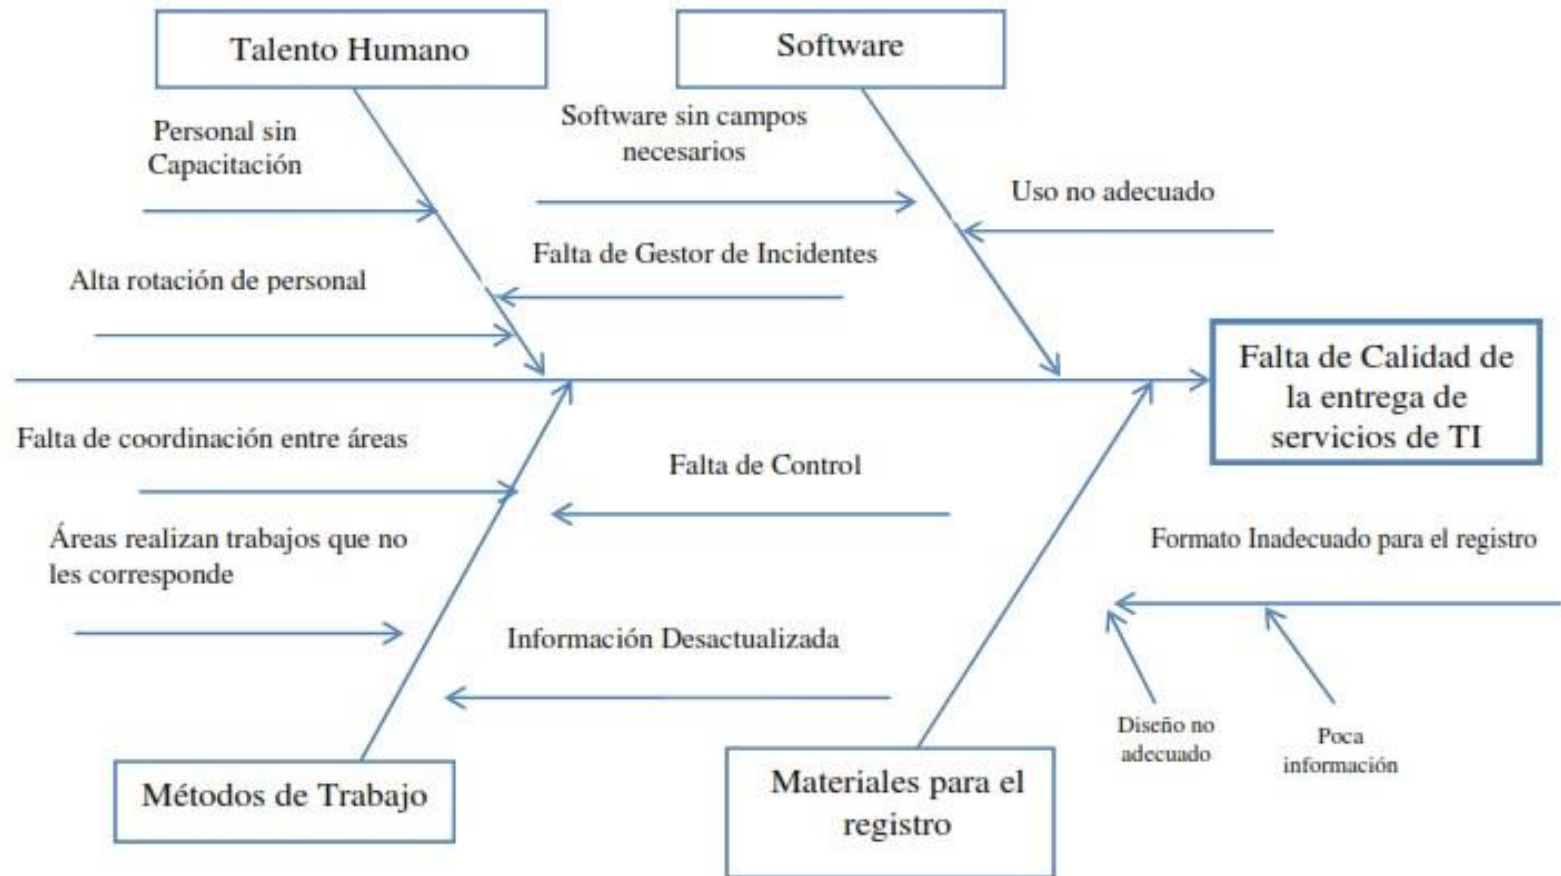 Talento Humano
Software
Personal sin
Capacitación
Software sin campos
necesarios
Uso no adecuado
Falta de Gestor de Incidentes
Alta rotación de personal
Falta de Calidad de
la entrega de
servicios de TI
Falta de coordinación entre áreas
Falta de Control
Áreas realizan trabajos que no
les corresponde
Formato Inadecuado para el registro
Información Desactualizada
Diseño no
adecuado
Poca
información
Métodos de Trabajo
Materiales para el
registro